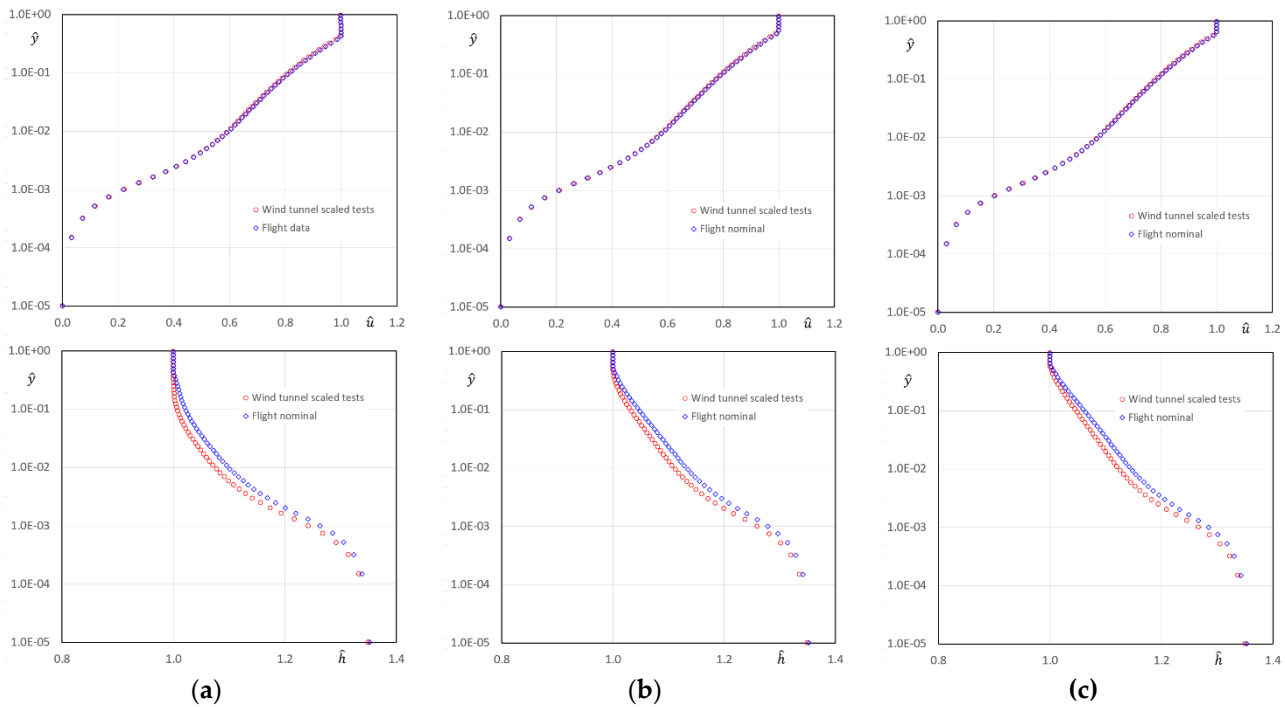 1.0E+00
ŷ
1.0E-01
1.0E-02
1.0E-03
1.0E-04
1.0E-05
0.0 0.2 0.4 0.6 0.8 1.0 û 1.2
Wind tunnel scaled tests
Flight data
1.0E+00
ŷ
1.0E-01
1.0E-02
1.0E-03
1.0E-04
1.0E-05
0.0 0.2 0.4 0.6 0.8 1.0 û 1.2
Wind tunnel scaled tests
Flight nominal
1.0E+00
ŷ
1.0E-01
1.0E-02
1.0E-03
1.0E-04
1.0E-05
0.0 0.2 0.4 0.6 0.8 1.0 û 1.2
Wind tunnel scaled tests
Flight nominal
1.0E+00
ŷ
1.0E-01
1.0E-02
1.0E-03
1.0E-04
1.0E-05
0.8 1.0 1.2 ĥ 1.4
Wind tunnel scaled tests
Flight nominal
1.0E+00
ŷ
1.0E-01
1.0E-02
1.0E-03
1.0E-04
1.0E-05
0.8 1.0 1.2 ĥ 1.4
Wind tunnel scaled tests
Flight nominal
1.0E+00
ŷ
1.0E-01
1.0E-02
1.0E-03
1.0E-04
1.0E-05
0.8 1.0 1.2 ĥ 1.4
Wind tunnel scaled tests
Flight nominal
(a) (b) (c)